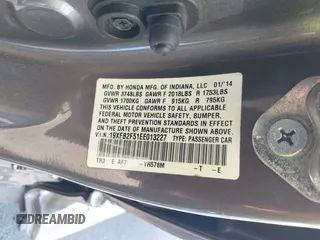 MFD. BY HONDA MFG. OF INDIANA, LLC 01/'14
GVWR 3748LBS GAWR F 2018LBS R 1753LBS
GVWR 1700KG GAWR F 915KG R 795KG
THIS VEHICLE CONFORMS TO ALL APPLICABLE
FEDERAL MOTOR VEHICLE SAFETY, BUMPER,
AND THEFT PREVENTION STANDARDS IN EFFECT ON
THE DATE OF MANUFACTURE SHOWN ABOVE.
V.I.N.: 19XFB2F51EE013227 TYPE: PASSENGER CAR
YR578M - T - E